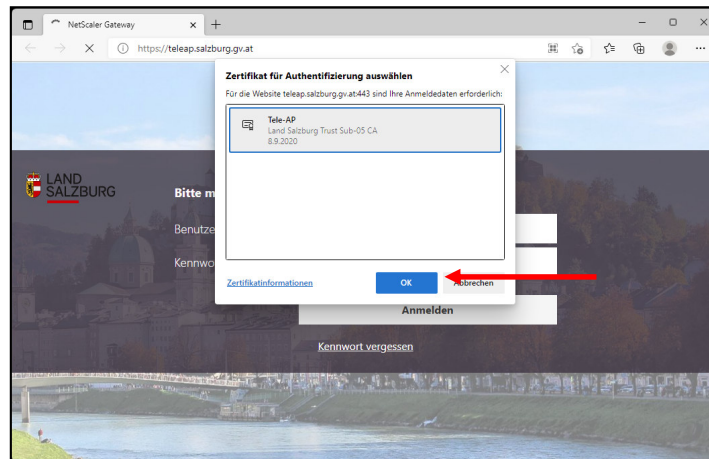 NetScaler Gateway
https://teleap.salzburg.gv.at
Zertifikat für Authentifizierung auswählen
Für die Website teleap.salzburg.gv.at:443 sind Ihre Anmeldedaten erforderlich:
Tele-AP
Land Salzburg Trust Sub-05 CA
8.9.2020
LAND
SALZBURG
Bitte m
Benutze
Kennwo
Zertifikatinformationen
OK
Abbrechen
Anmelden
Kennwort vergessen